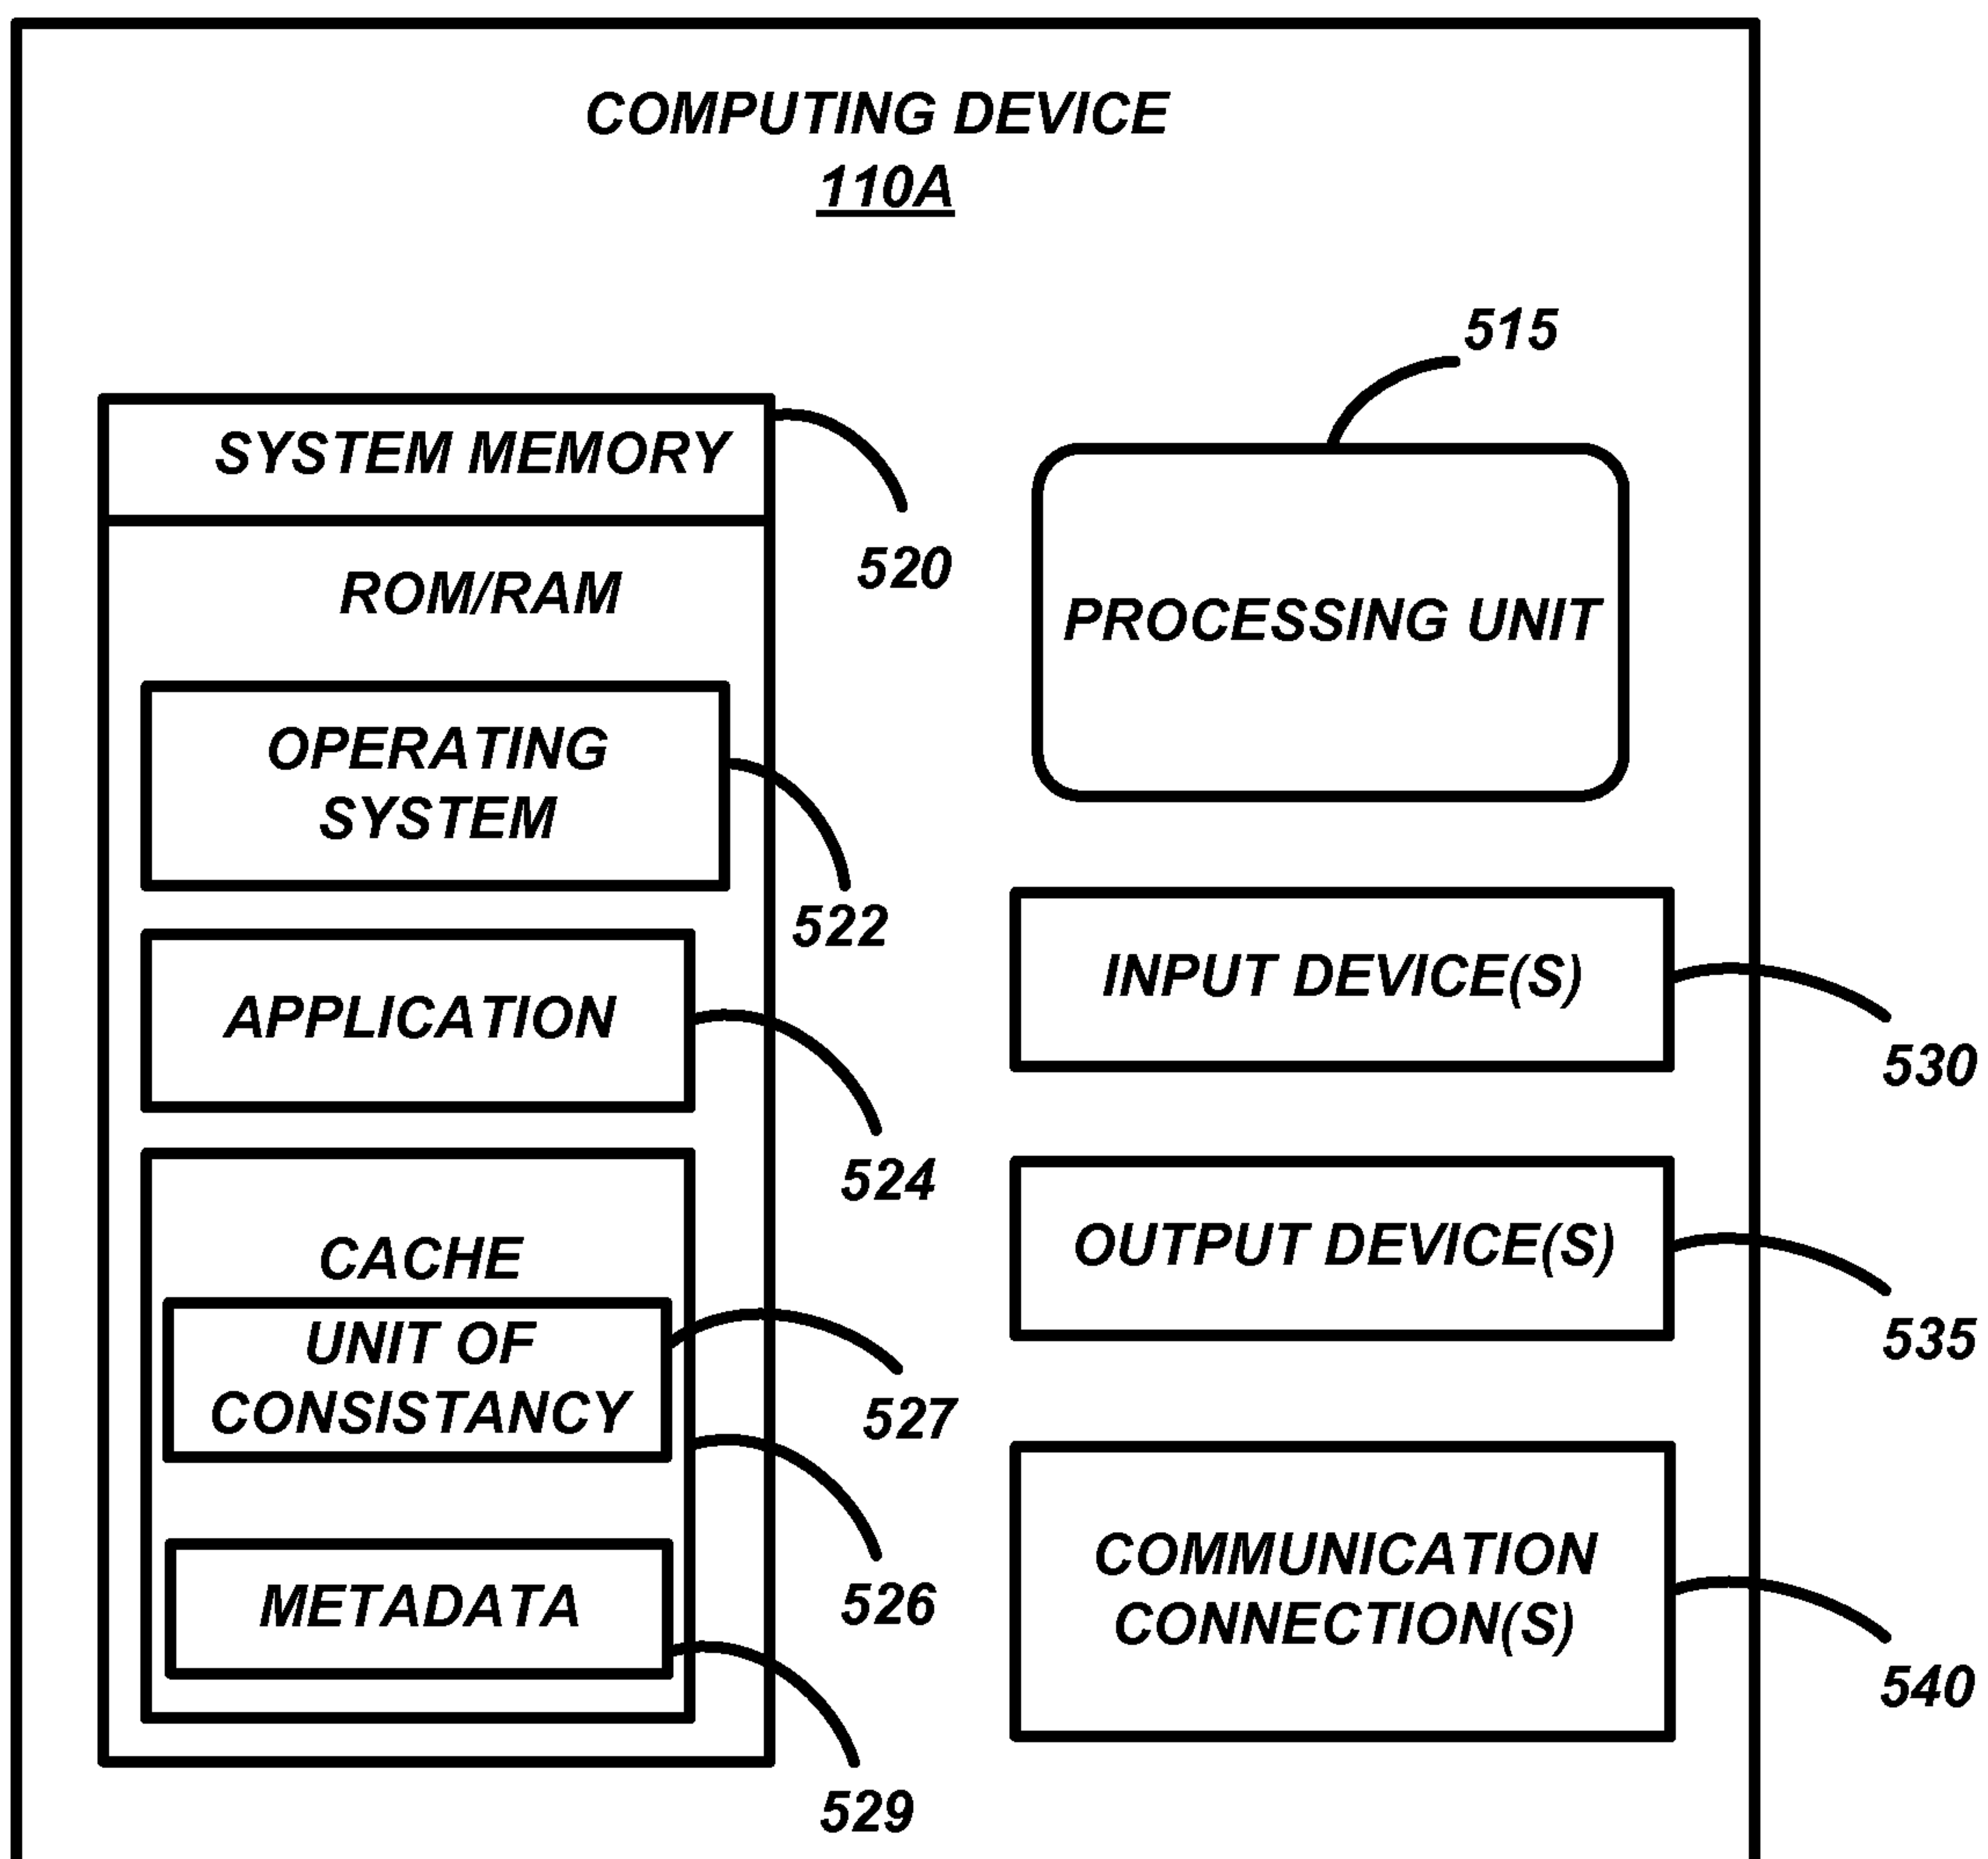 COMPUTING DEVICE
110A
515
SYSTEM MEMORY
520
ROM/RAM
PROCESSING UNIT
OPERATING
SYSTEM
522
INPUT DEVICE(S)
530
APPLICATION
524
OUTPUT DEVICE(S)
535
CACHE
UNIT OF
CONSISTANCY
527
COMMUNICATION
CONNECTION(S)
540
526
METADATA
529